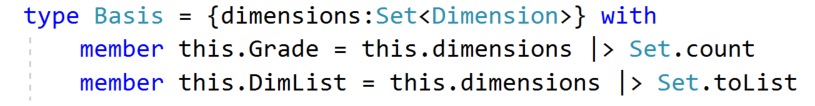 type Basis = {dimensions:Set<Dimension>} with
    member this.Grade = this.dimensions |> Set.count
    member this.DimList = this.dimensions |> Set.toList